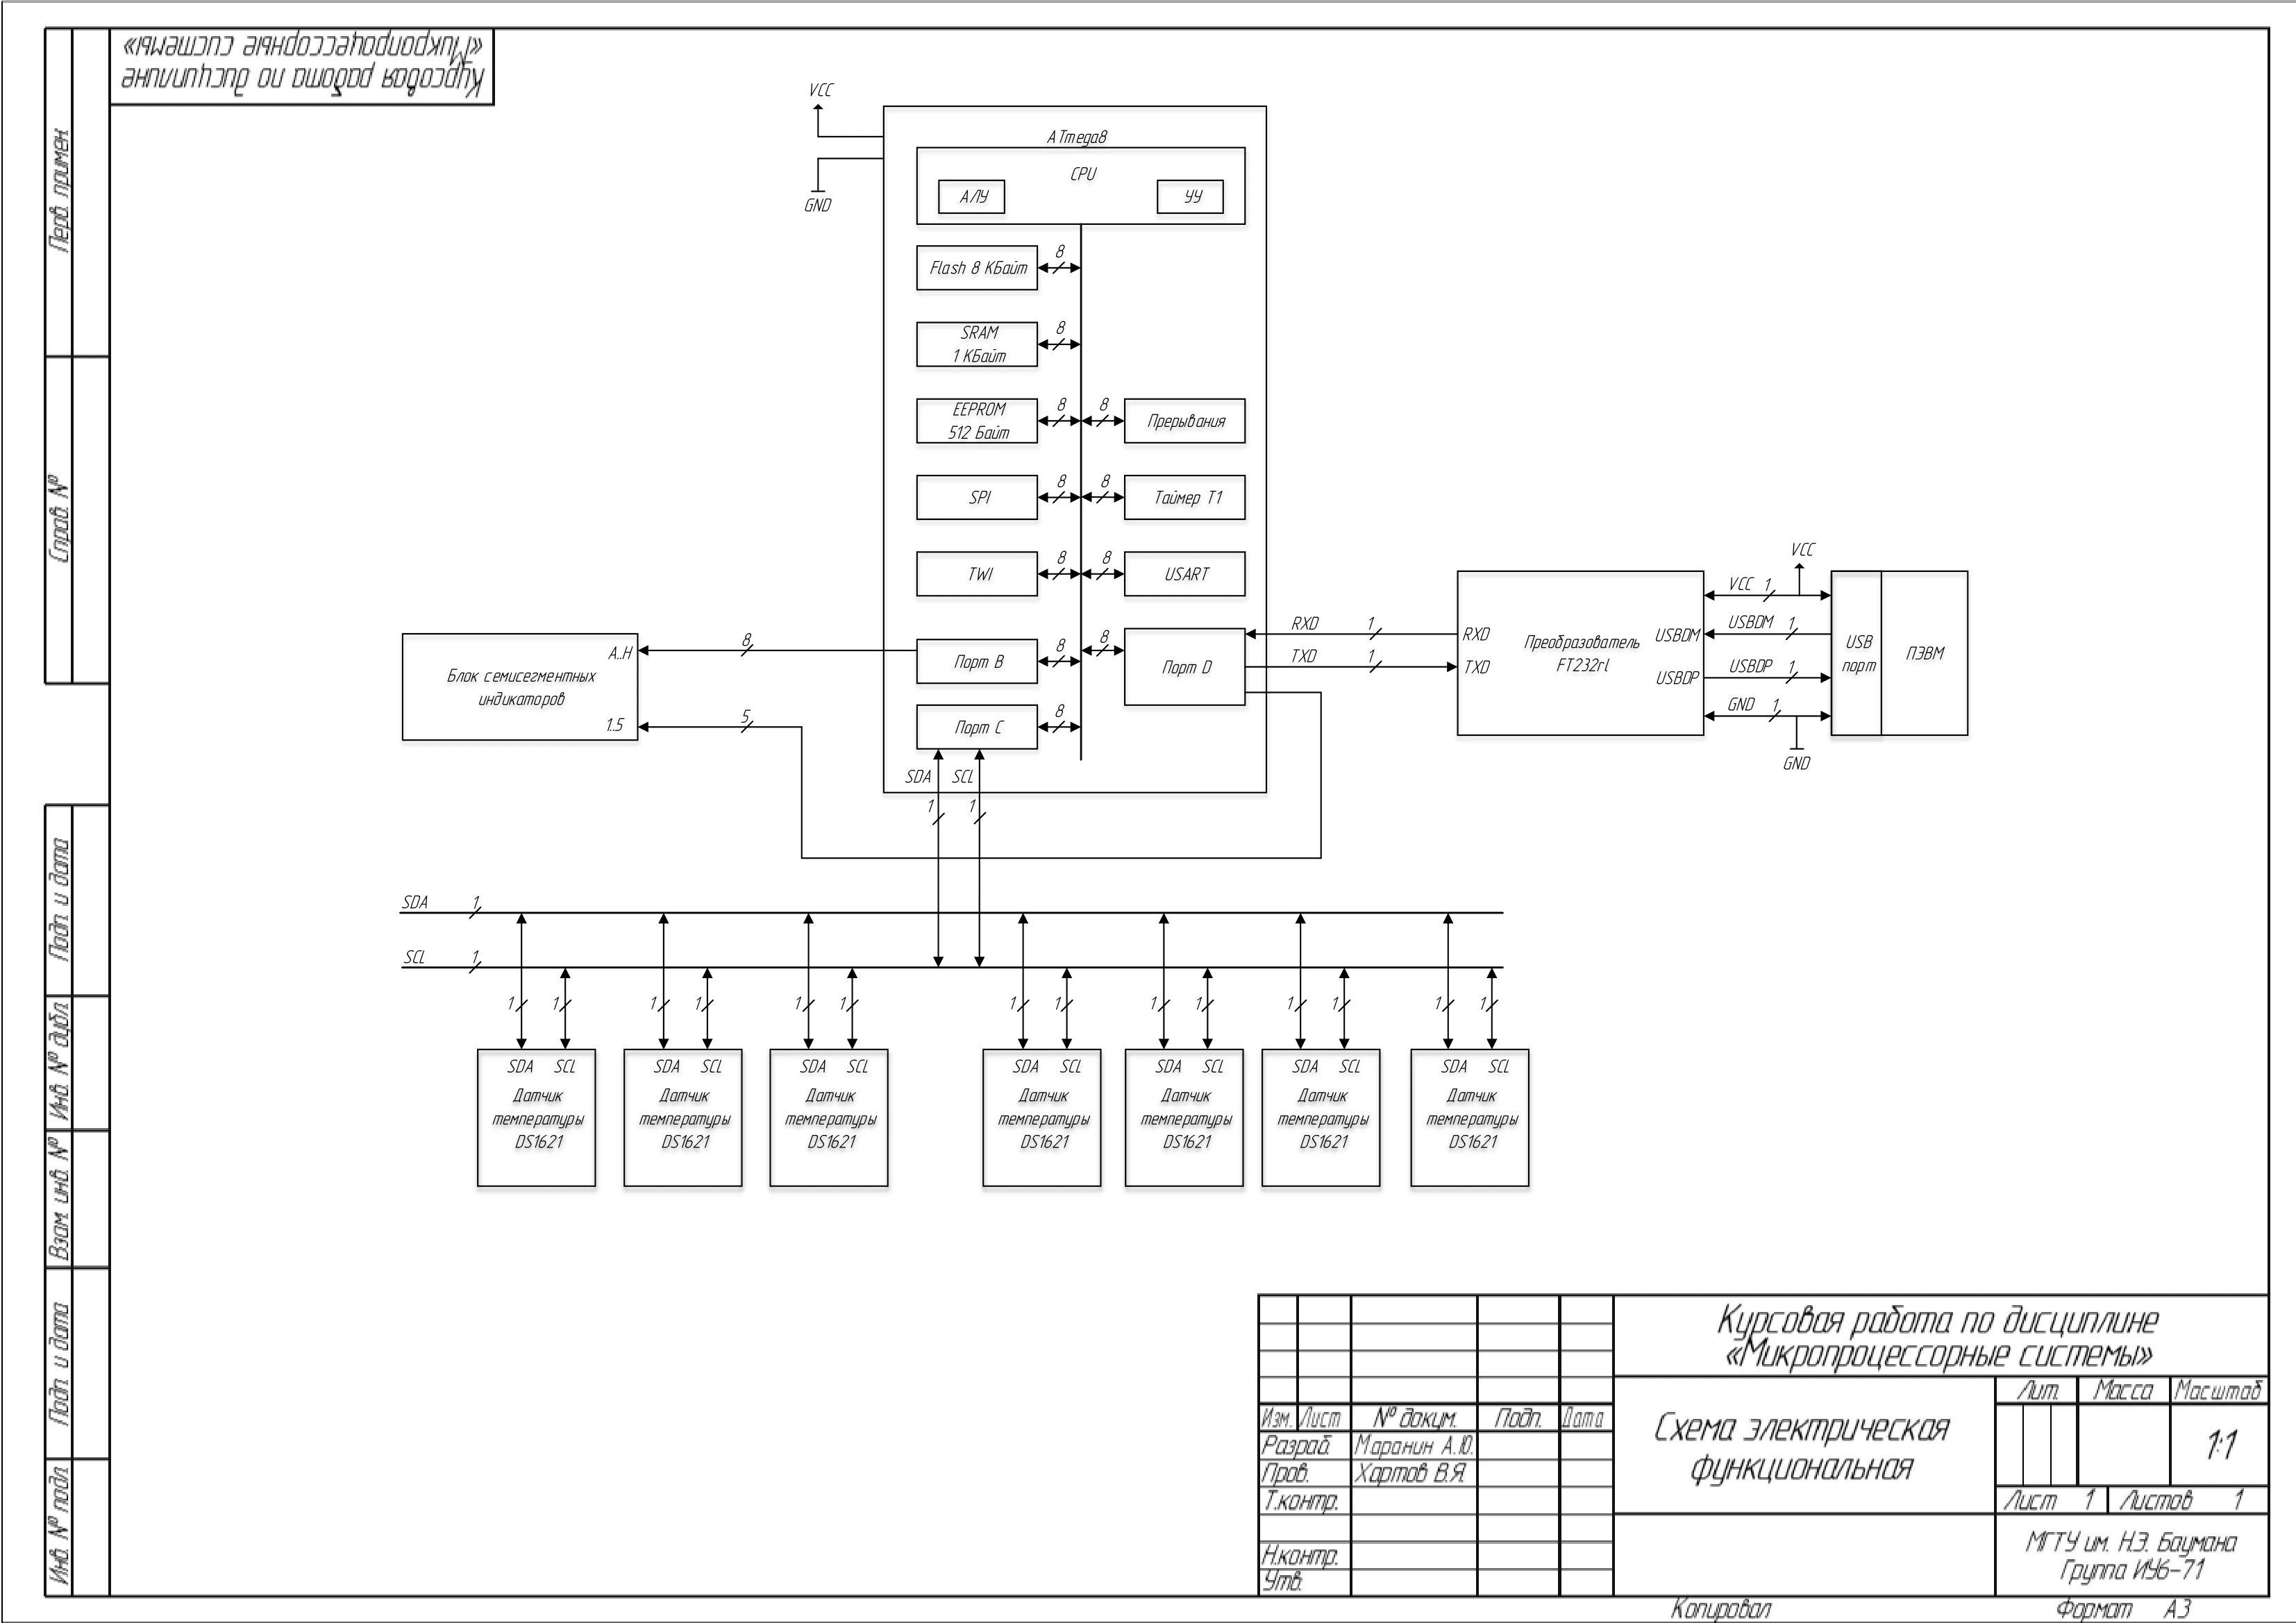 Курсовая работа по дисциплине
«Микропроцессорные системы»
Перв. примен.
Справ. №
Подп. и дата
Инв. № дубл.
Взам. инв. №
Подп. и дата
Инв. № подл.
VCC
GND
ATmega8
CPU
АЛУ
УУ
Flash 8 КБайт
8
SRAM
1 КБайт
8
EEPROM
512 Байт
8
8
Прерывания
SPI
8
8
Таймер T1
TWI
8
8
USART
Порт B
8
8
Порт D
Порт C
8
SDA
SCL
1
1
Блок семисегментных
индикаторов
A..H
1..5
8
5
RXD
1
TXD
1
RXD
TXD
Преобразователь
FT232rl
USBDM
USBDP
VCC
VCC 1
USBDM 1
USBDP 1
GND 1
GND
USB
порт
ПЭВМ
SDA 1
SCL 1
1 1 1 1 1 1 1 1 1 1 1 1 1 1
SDA SCL SDA SCL SDA SCL SDA SCL SDA SCL SDA SCL SDA SCL
Датчик Датчик Датчик Датчик Датчик Датчик Датчик
температуры температуры температуры температуры температуры температуры температуры
DS1621 DS1621 DS1621 DS1621 DS1621 DS1621 DS1621
Курсовая работа по дисциплине
«Микропроцессорные системы»
Изм. Лист № докум. Подп. Дата
Разраб. Маранин А.Ю.
Пров. Хартов В.Я.
Т.контр.
Н.контр.
Утв.
Схема электрическая
функциональная
Лит. Масса Масштаб
1:1
Лист 1 Листов 1
МГТУ им. Н.Э. Баумана
Группа ИУ6-71
Копировал
Формат A3